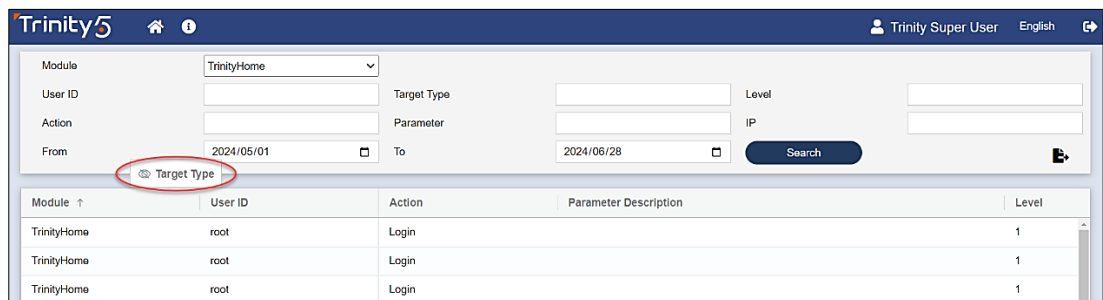 Trinity5 Trinity Super User English
Module TrinityHome
User ID Target Type Level
Action Parameter IP
From 2024/05/01 To 2024/06/28 Search
Target Type
Module ↑ User ID Action Parameter Description Level
TrinityHome root Login 1
TrinityHome root Login 1
TrinityHome root Login 1